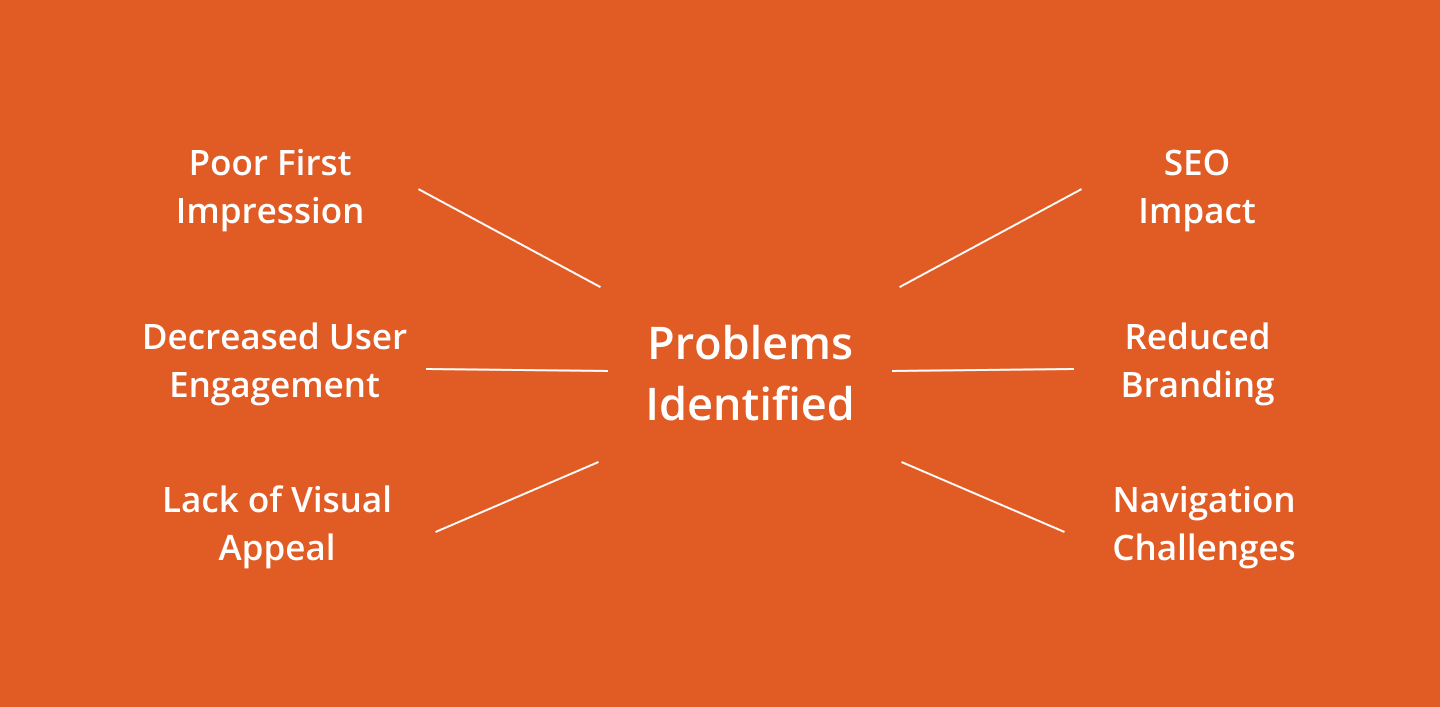 Poor First
Impression
Decreased User
Engagement
Lack of Visual
Appeal
Problems
Identified
SEO
Impact
Reduced
Branding
Navigation
Challenges